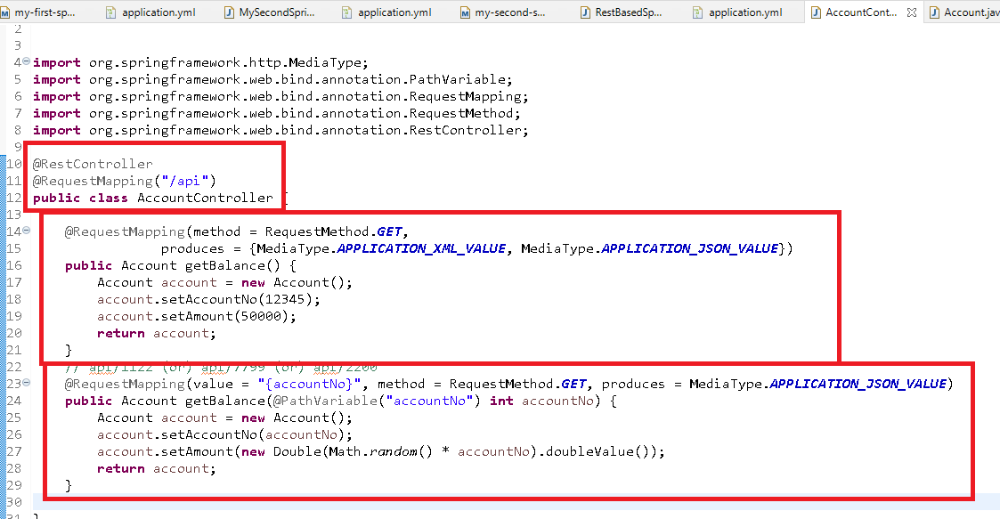 my-first-sp...
application.yml
MySecondSpri...
application.yml
my-second-s...
RestBasedSp...
application.yml
AccountCont...
Account.jav
2
3
4 import org.springframework.http.MediaType;
5 import org.springframework.web.bind.annotation.PathVariable;
6 import org.springframework.web.bind.annotation.RequestMapping;
7 import org.springframework.web.bind.annotation.RequestMethod;
8 import org.springframework.web.bind.annotation.RestController;
9
10 @RestController
11 @RequestMapping("/api")
12 public class AccountController {
13
14 @RequestMapping(method = RequestMethod.GET,
15 produces = {MediaType.APPLICATION_XML_VALUE, MediaType.APPLICATION_JSON_VALUE})
16 public Account getBalance() {
17 Account account = new Account();
18 account.setAccountNo(12345);
19 account.setAmount(50000);
20 return account;
21 }
22 // api/1122 (or) api/7799 (or) api/2200
23 @RequestMapping(value = "{accountNo}", method = RequestMethod.GET, produces = MediaType.APPLICATION_JSON_VALUE)
24 public Account getBalance(@PathVariable("accountNo") int accountNo) {
25 Account account = new Account();
26 account.setAccountNo(accountNo);
27 account.setAmount(new Double(Math.random() * accountNo).doubleValue());
28 return account;
29 }
30
31 }